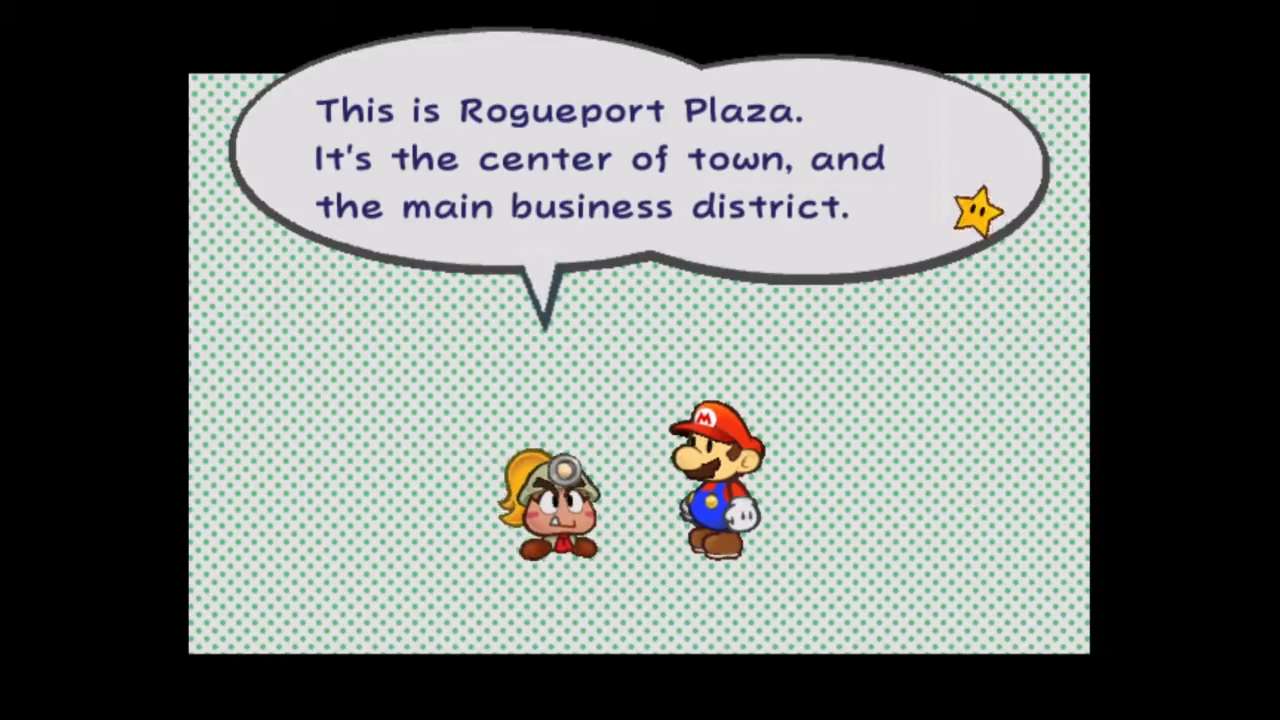 This is Rogueport Plaza.
It's the center of town, and
the main business district.
M